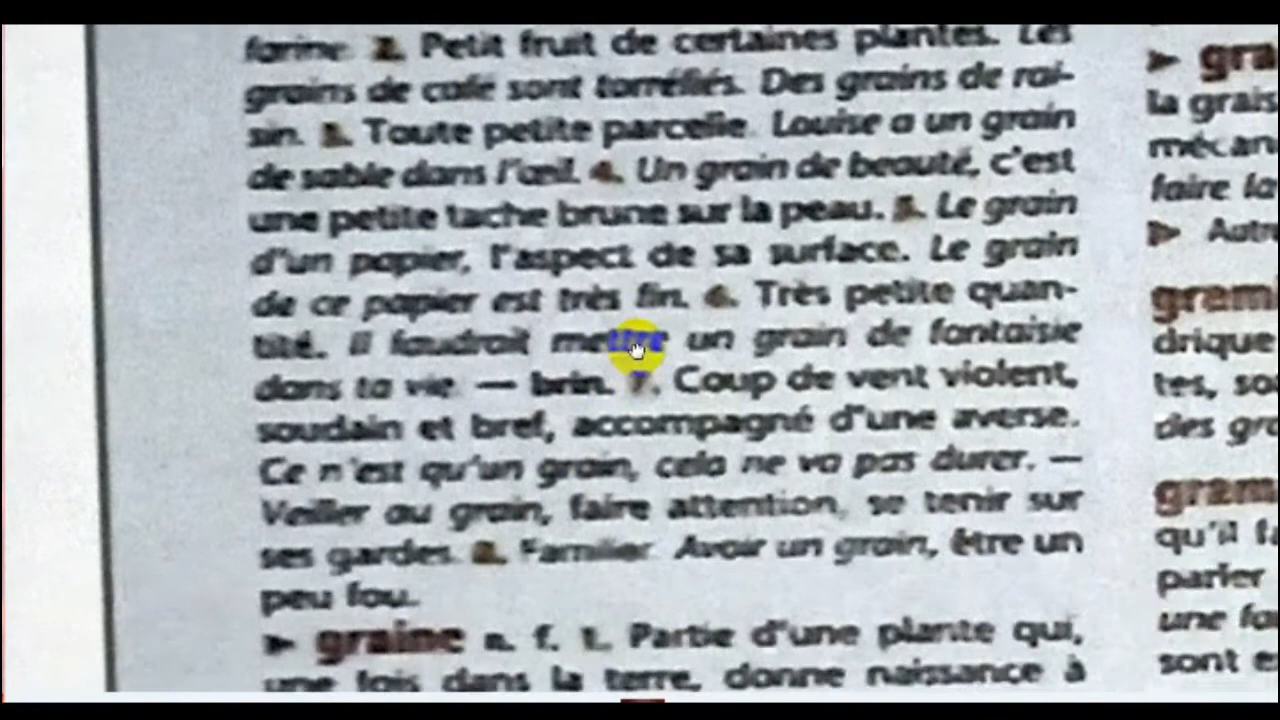 farine. 2. Petit fruit de certaines plantes. Les
grains de café sont torréfiés. Des grains de rai-
sin. 3. Toute petite parcelle. Louise a un grain
de sable dans l'œil. 4. Un grain de beauté, c'est
une petite tache brune sur la peau. 5. Le grain
d'un papier, l'aspect de sa surface. Le grain
de ce papier est très fin. 6. Très petite quan-
tité. Il faudrait mettre un grain de fantaisie
dans ta vie. — brin. 7. Coup de vent violent,
soudain et bref, accompagné d'une averse.
Ce n'est qu'un grain, cela ne va pas durer. —
Veiller au grain, faire attention, se tenir sur
ses gardes. 8. Familier. Avoir un grain, être un
peu fou.
► graine n. f. 1. Partie d'une plante qui,
une fois dans la terre, donne naissance à
► gra
la grais
mécan
faire la
► Autre
gram
drique
tes, so
des gra
gram
qu'il fa
parler
une fa
sont e